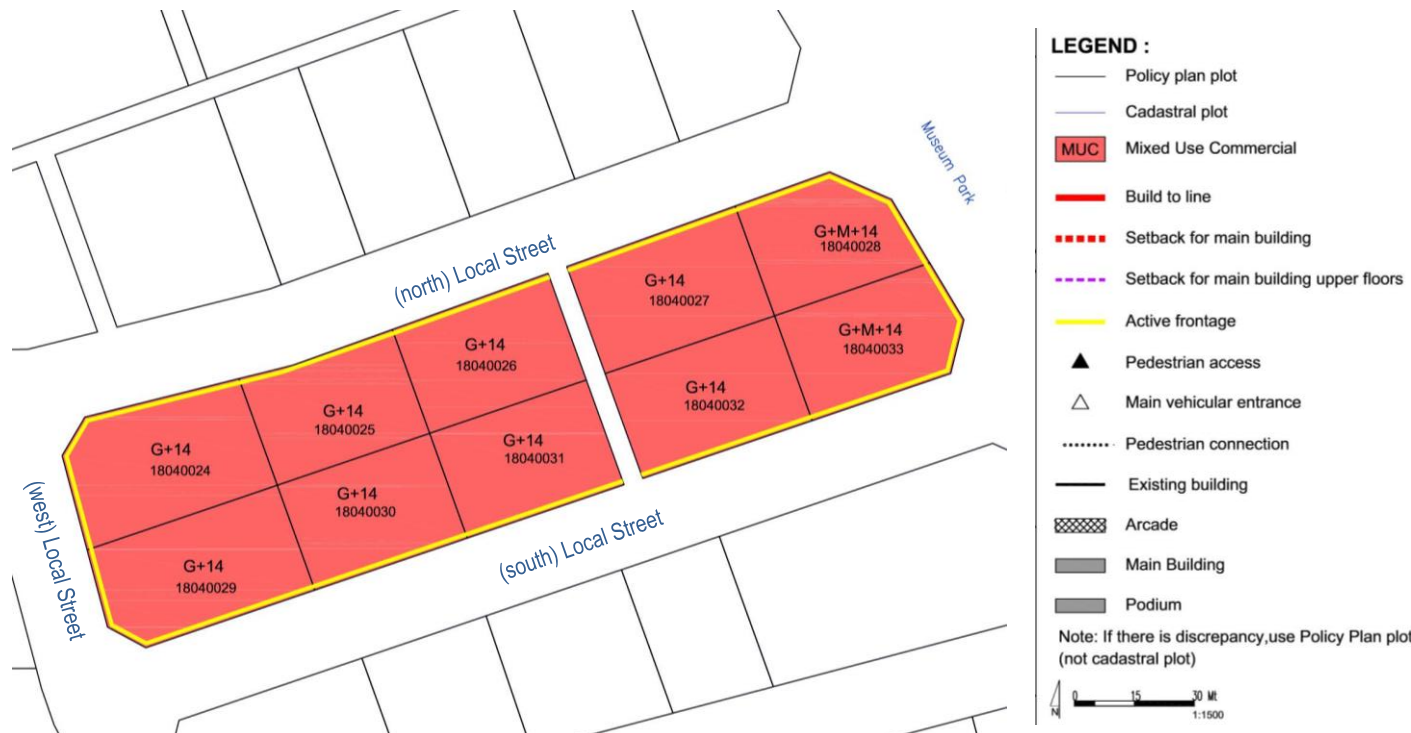 Museum Park
G+M+14
18040028
(north) Local Street
G+14
18040027
G+M+14
18040033
G+14
18040026
G+14
18040032
G+14
18040025
G+14
18040031
G+14
18040024
G+14
18040030
(west) Local Street
(south) Local Street
G+14
18040029
LEGEND :
Policy plan plot
Cadastral plot
MUC Mixed Use Commercial
Build to line
Setback for main building
Setback for main building upper floors
Active frontage
Pedestrian access
Main vehicular entrance
Pedestrian connection
Existing building
Arcade
Main Building
Podium
Note: If there is discrepancy,use Policy Plan plot
(not cadastral plot)
N 0 15 30 Mt
1:1500